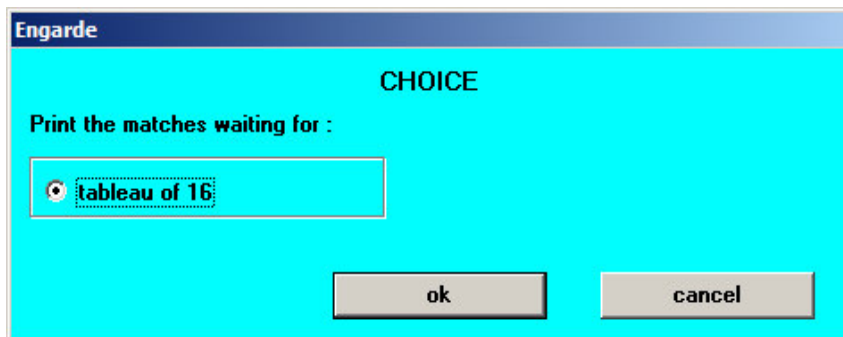 Engarde
CHOICE
Print the matches waiting for :
tableau of 16
ok cancel